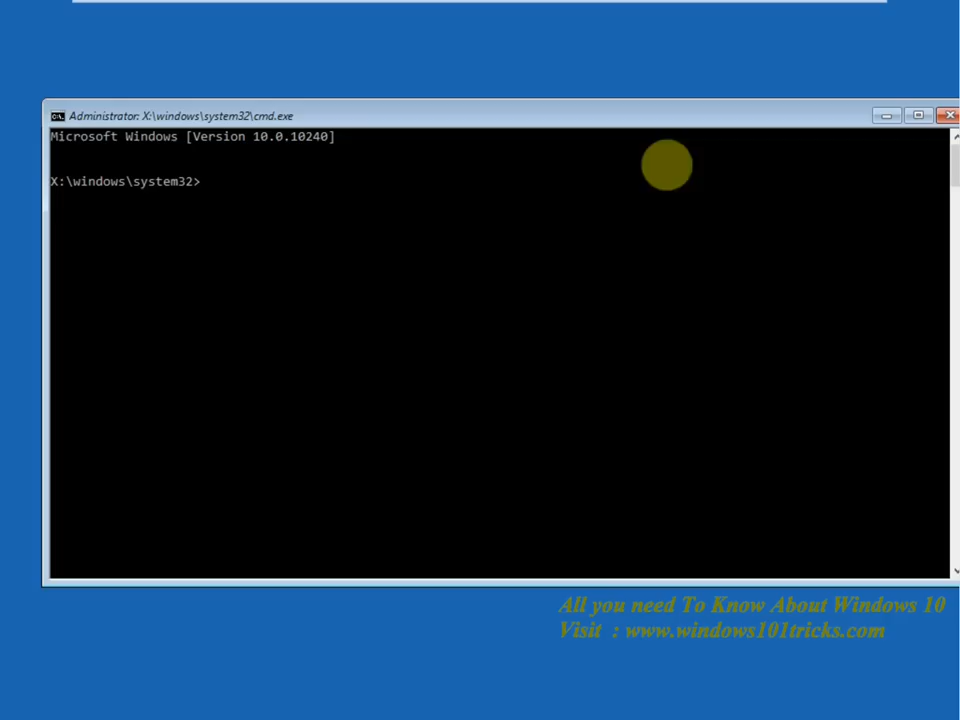 Administrator: X:\windows\system32\cmd.exe
Microsoft Windows [Version 10.0.10240]
X:\windows\system32>
All you need To Know About Windows 10
Visit : www.windows101tricks.com